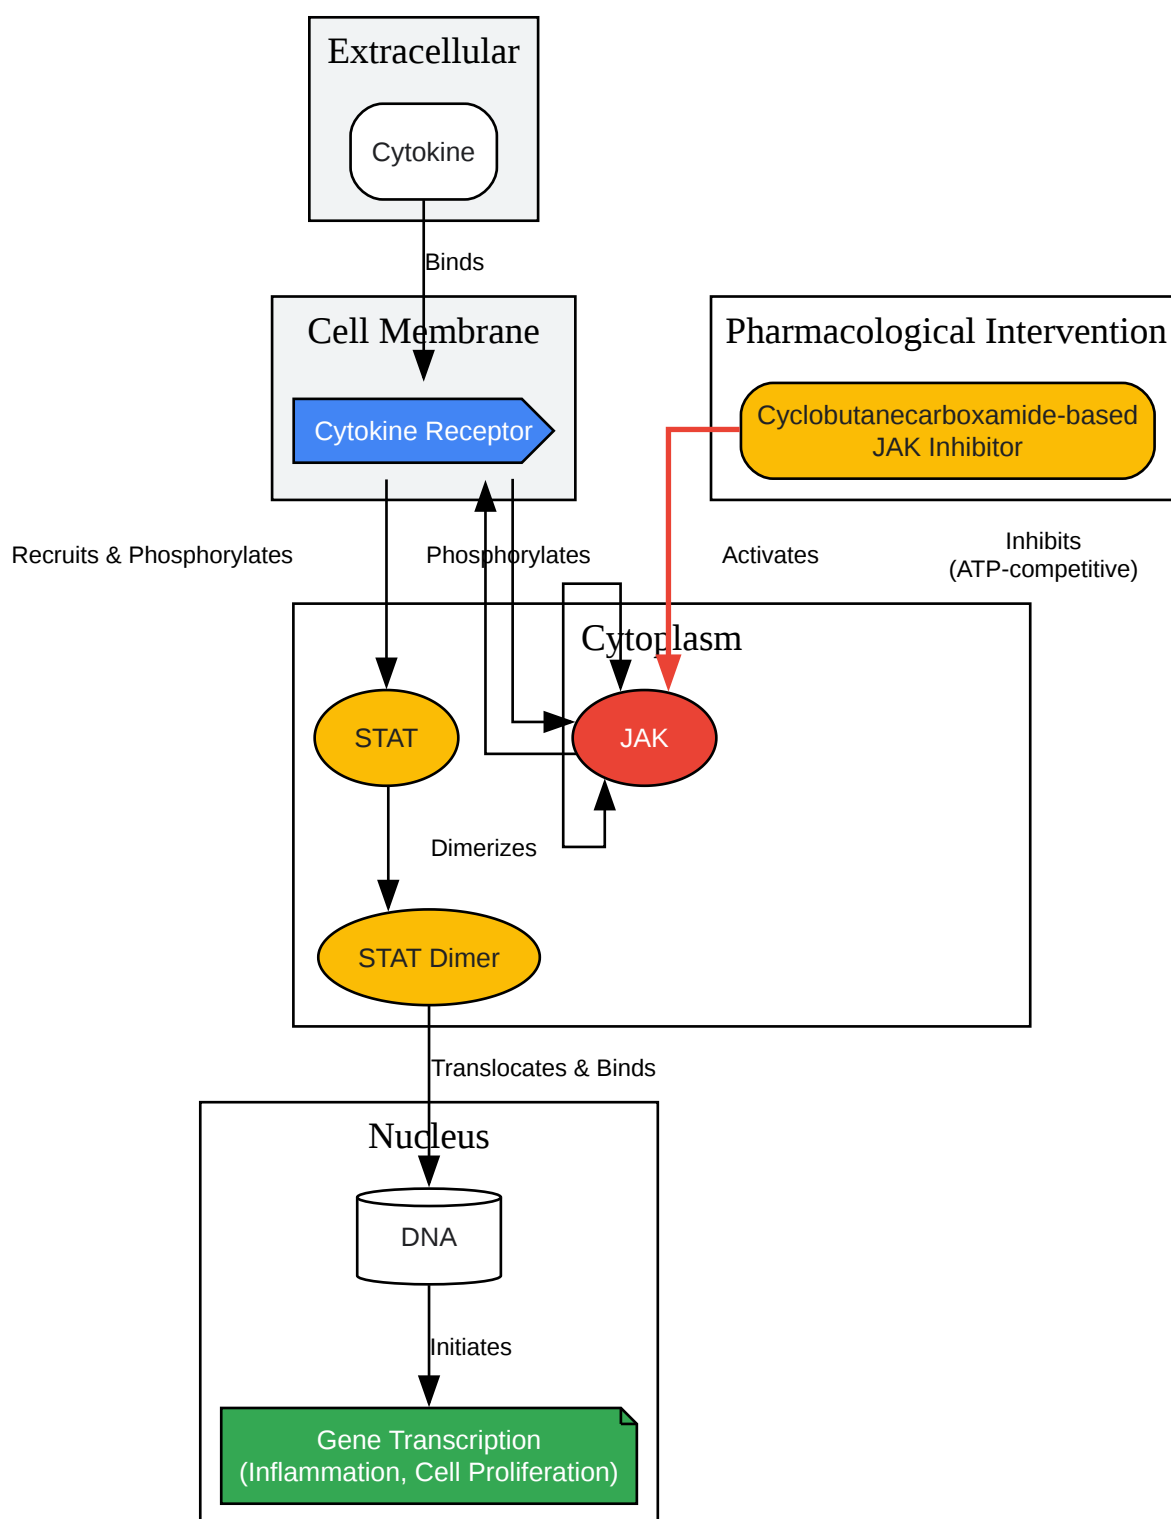 Extracellular
Cytokine
Binds
Cell Membrane
Pharmacological Intervention
Cytokine Receptor
Cyclobutanecarboxamide-based
JAK Inhibitor
Recruits & Phosphorylates
Phosphorylates
Activates
Inhibits
(ATP-competitive)
Cytoplasm
STAT
JAK
Dimerizes
STAT Dimer
Translocates & Binds
Nucleus
DNA
Initiates
Gene Transcription
(Inflammation, Cell Proliferation)